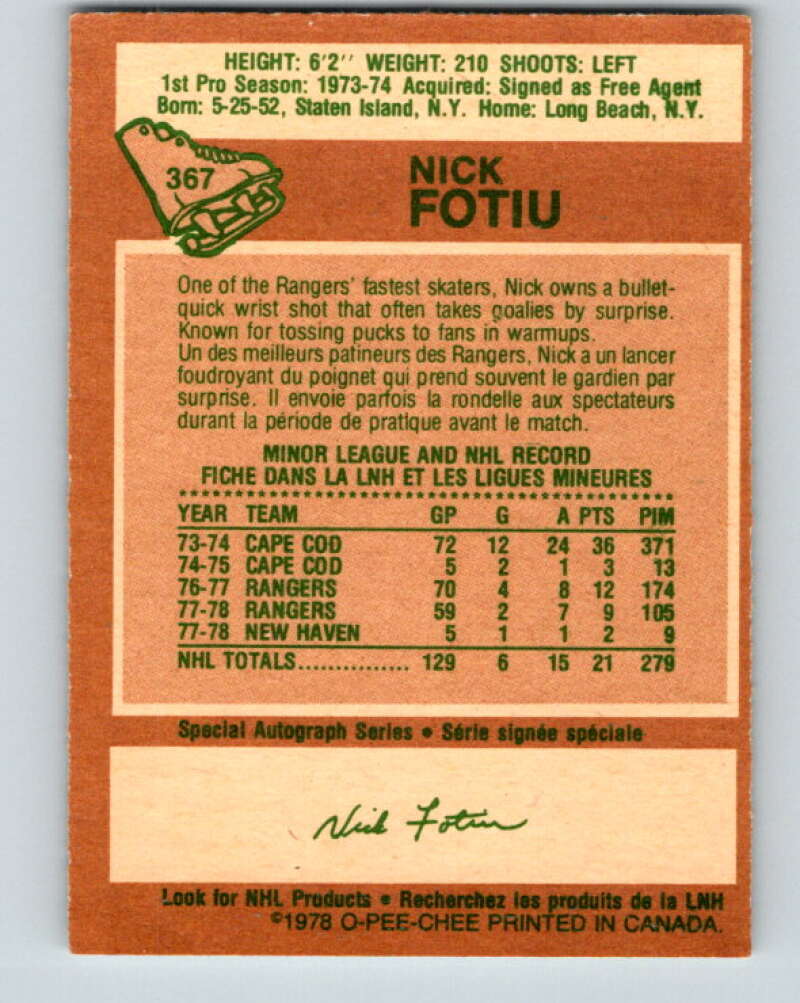 HEIGHT: 6'2'' WEIGHT: 210 SHOOTS: LEFT
1st Pro Season: 1973-74 Acquired: Signed as Free Agent
Born: 5-25-52, Staten Island, N.Y. Home: Long Beach, N.Y.
367
NICK
FOTIU
One of the Rangers' fastest skaters, Nick owns a bullet-
quick wrist shot that often takes goalies by surprise.
Known for tossing pucks to fans in warmups.
Un des meilleurs patineurs des Rangers, Nick a un lancer
foudroyant du poignet qui prend souvent le gardien par
surprise. Il envoie parfois la rondelle aux spectateurs
durant la période de pratique avant le match.
MINOR LEAGUE AND NHL RECORD
FICHE DANS LA LNH ET LES LIGUES MINEURES
YEAR TEAM GP G A PTS PIM
73-74 CAPE COD 72 12 24 36 371
74-75 CAPE COD 5 2 1 3 13
76-77 RANGERS 70 4 8 12 174
77-78 RANGERS 59 2 7 9 105
77-78 NEW HAVEN 5 1 1 2 9
NHL TOTALS............... 129 6 15 21 279
Special Autograph Series • Série signée spéciale
Nick Fotiu
Look for NHL Products • Recherchez les produits de la LNH
©1978 O-PEE-CHEE PRINTED IN CANADA.